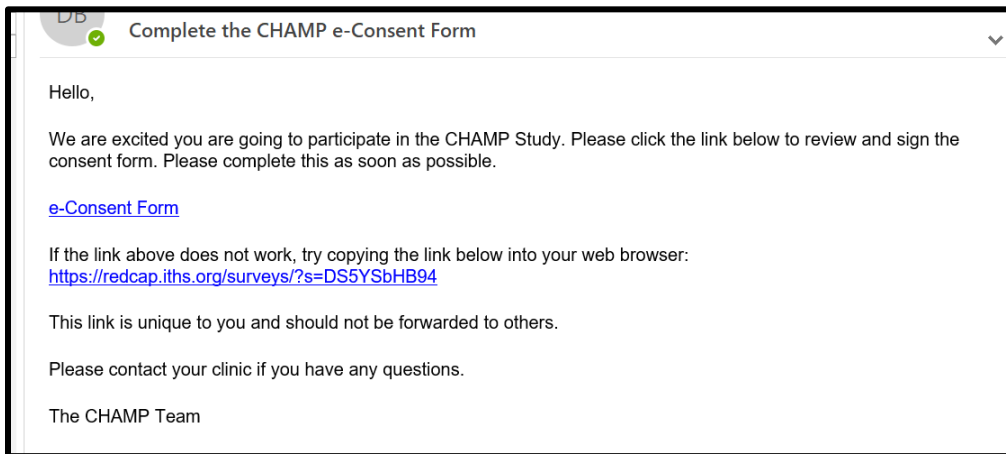 DB
Complete the CHAMP e-Consent Form
Hello,
We are excited you are going to participate in the CHAMP Study. Please click the link below to review and sign the
consent form. Please complete this as soon as possible.
e-Consent Form
If the link above does not work, try copying the link below into your web browser:
https://redcap.iths.org/surveys/?s=DS5YSbHB94
This link is unique to you and should not be forwarded to others.
Please contact your clinic if you have any questions.
The CHAMP Team